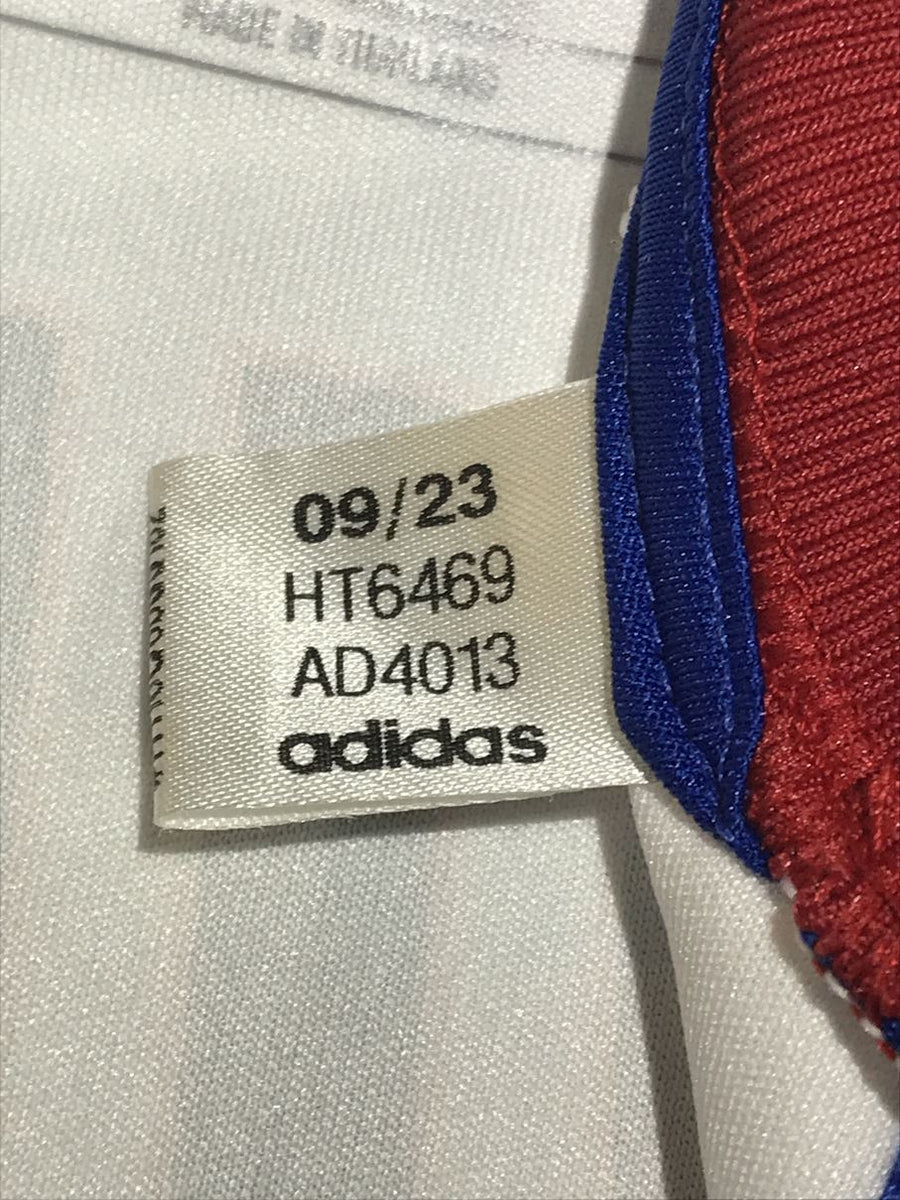 MADE IN THAILAND
09/23
HT6469
AD4013
adidas